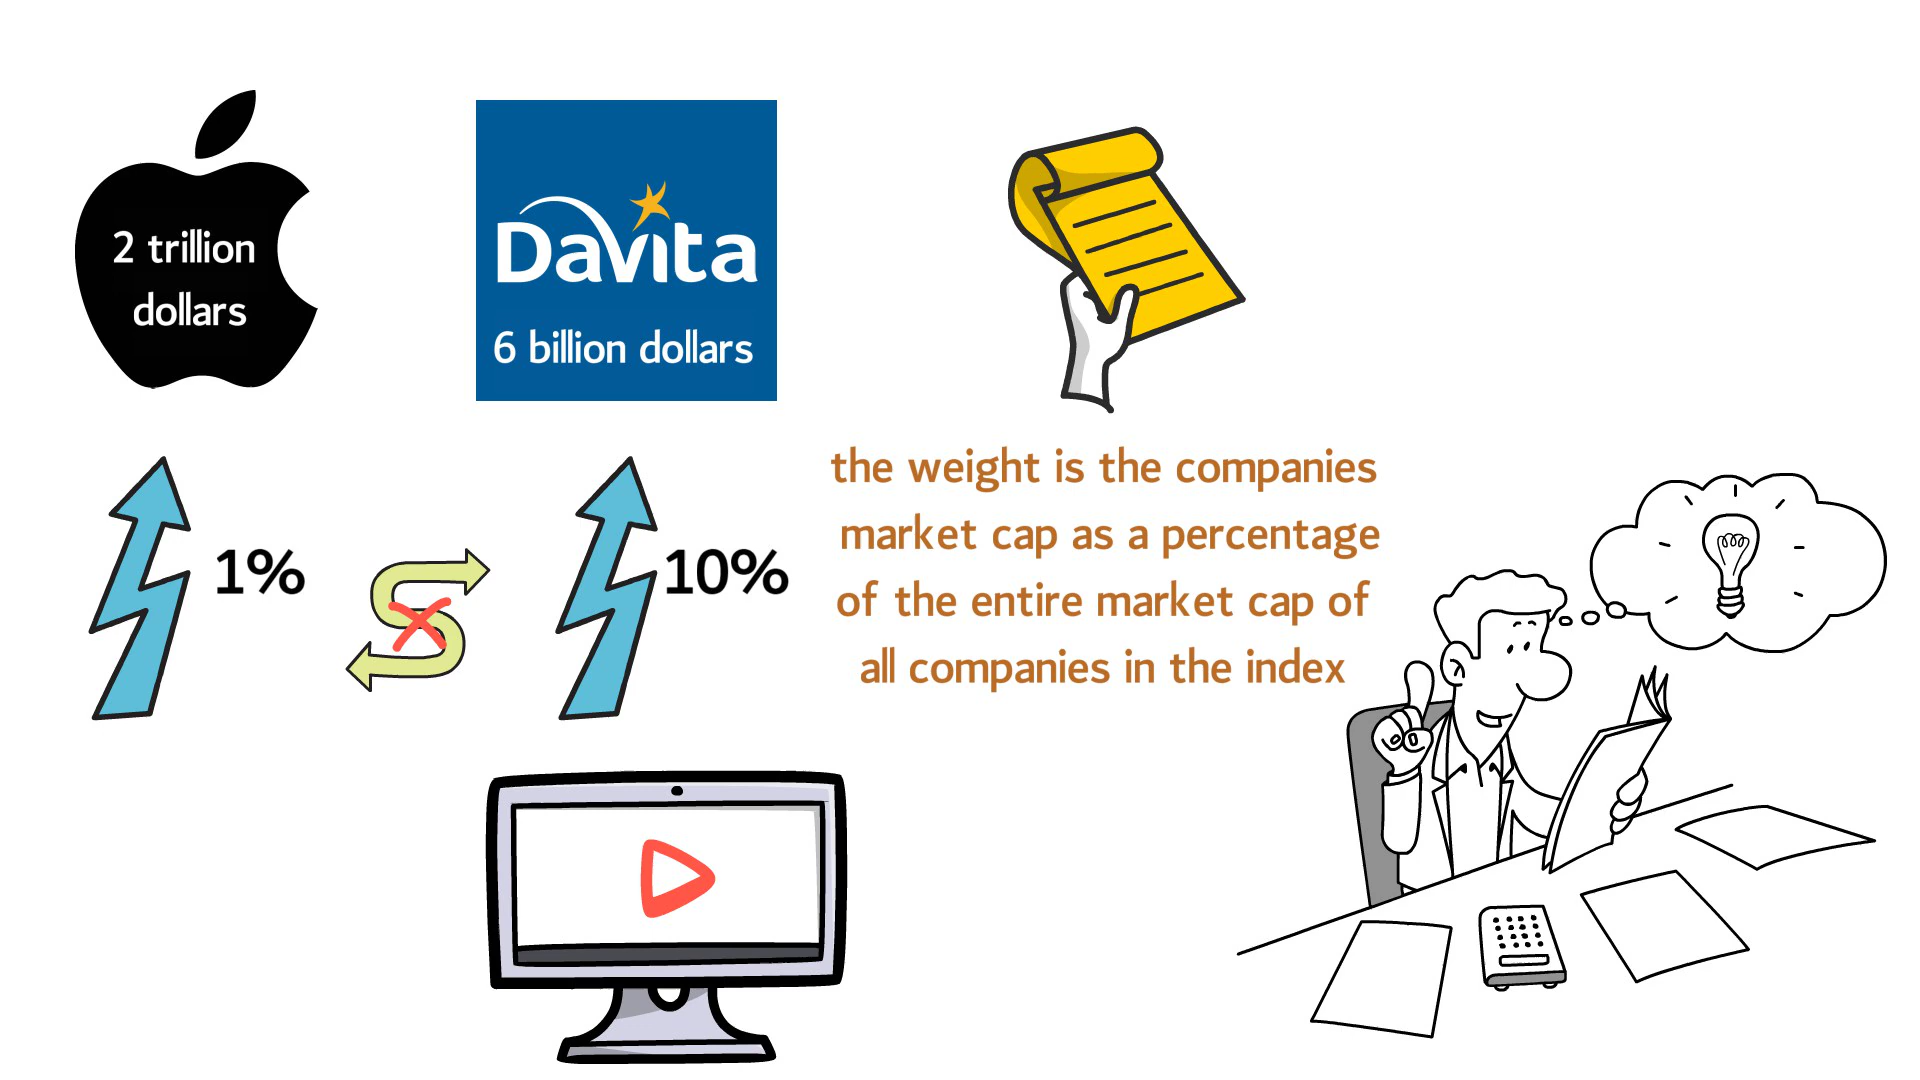 2 trillion
dollars
DaVita
6 billion dollars
1%
10%
the weight is the companies
market cap as a percentage
of the entire market cap of
all companies in the index